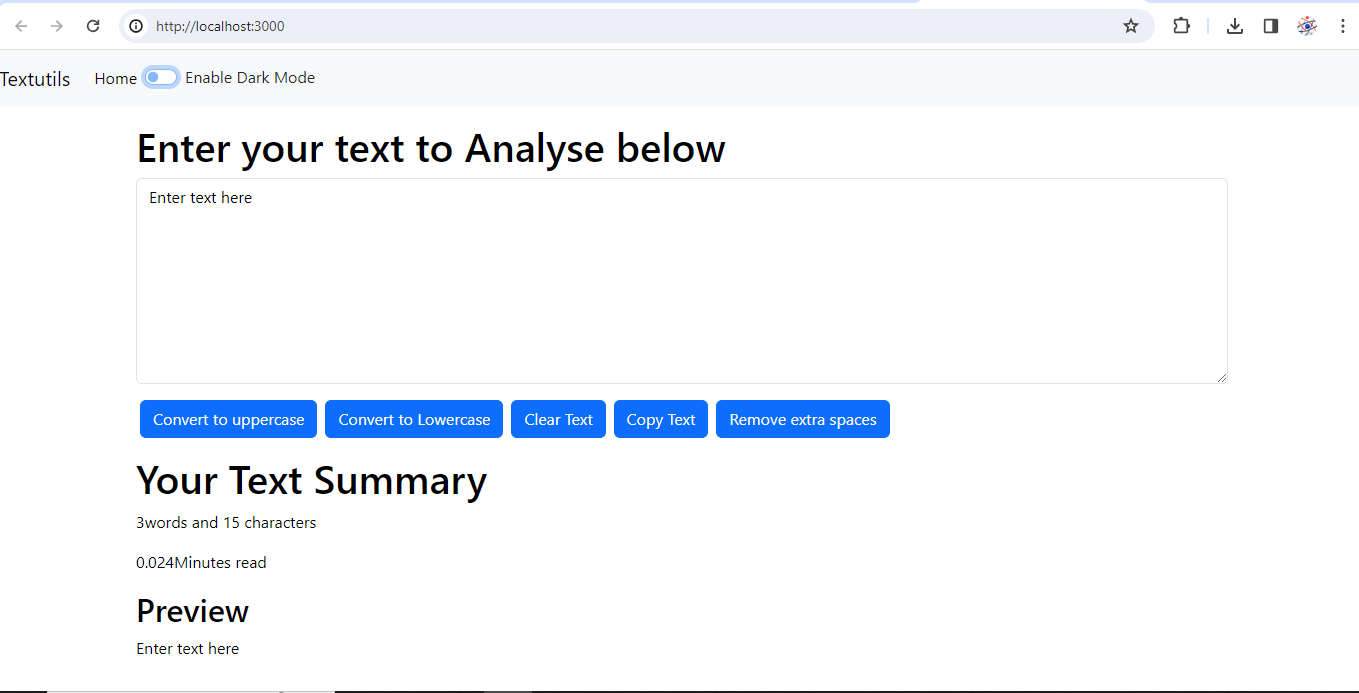 http://localhost:3000
Textutils Home Enable Dark Mode
Enter your text to Analyse below
Enter text here
Convert to uppercase Convert to Lowercase Clear Text Copy Text Remove extra spaces
Your Text Summary
3words and 15 characters
0.024Minutes read
Preview
Enter text here